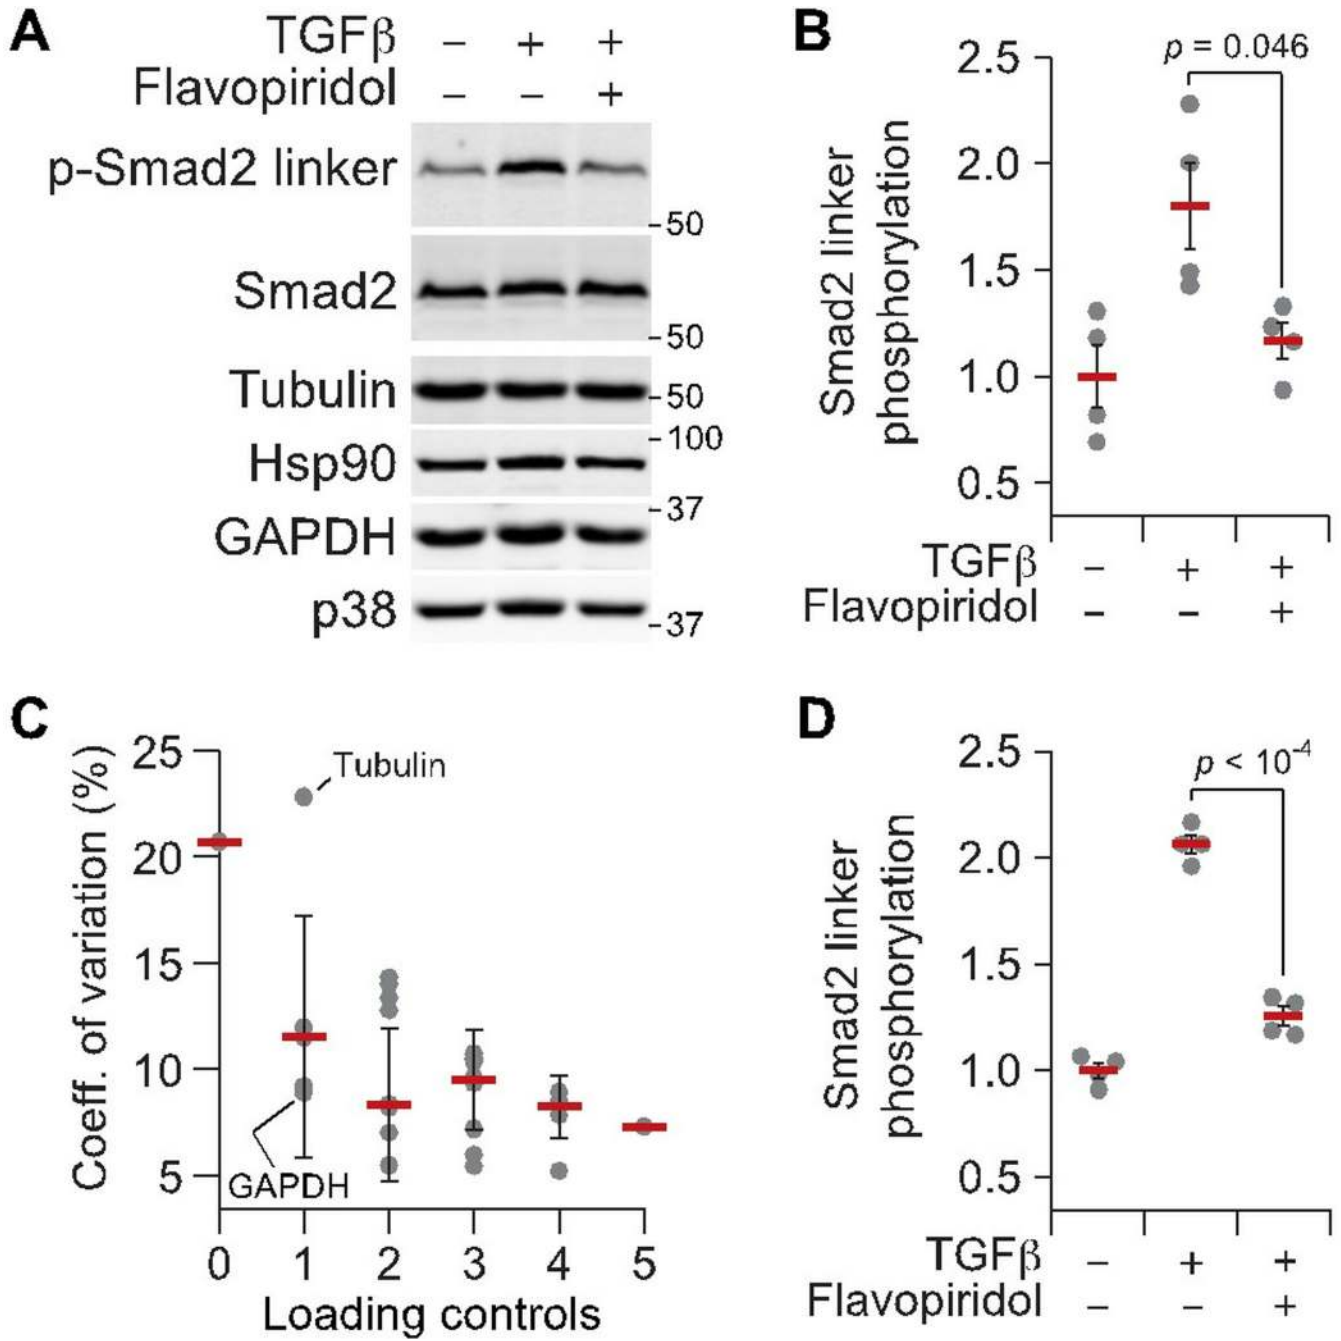 A
TGFβ – + +
Flavopiridol – – +
p-Smad2 linker
50
Smad2
50
Tubulin
50
100
Hsp90
37
GAPDH
p38
37
B
p = 0.046
2.5
2.0
1.5
1.0
0.5
Smad2 linker
phosphorylation
TGFβ – + +
Flavopiridol – – +
C
25
20
15
10
5
Coeff. of variation (%)
Tubulin
GAPDH
0 1 2 3 4 5
Loading controls
D
p < 10⁻⁴
2.5
2.0
1.5
1.0
0.5
Smad2 linker
phosphorylation
TGFβ – + +
Flavopiridol – – +